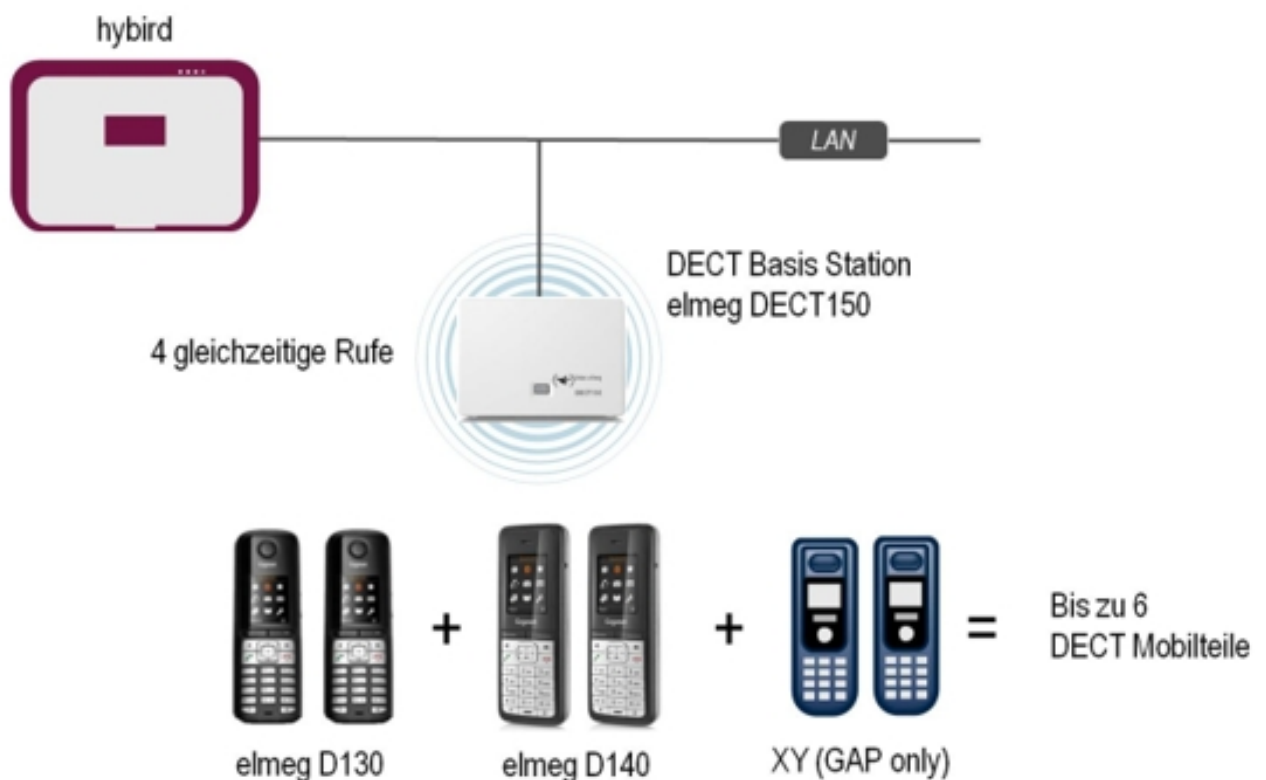 hybird
LAN
DECT Basis Station
elmeg DECT150
4 gleichzeitige Rufe
+
+
=
Bis zu 6
DECT Mobilteile
elmeg D130
elmeg D140
XY (GAP only)